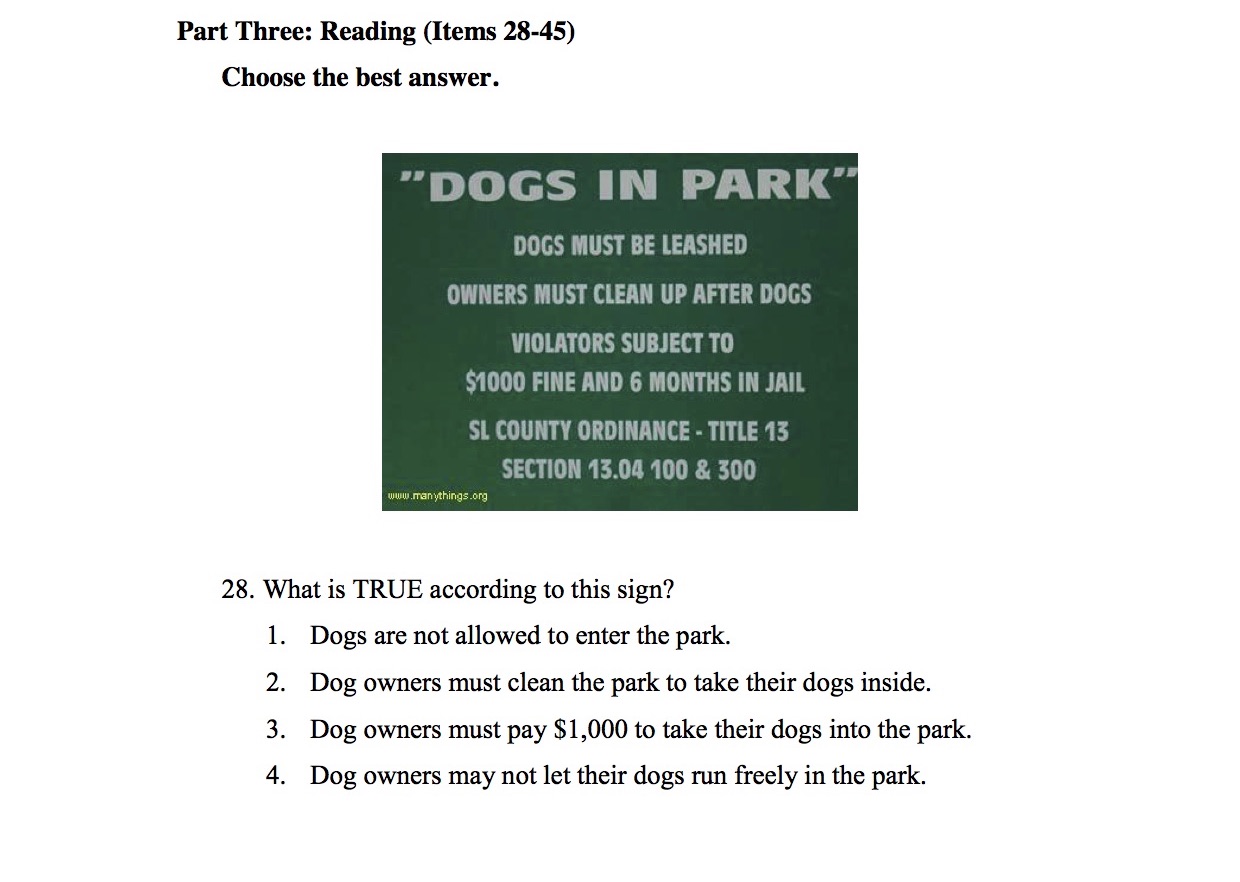 Part Three: Reading (Items 28-45)
Choose the best answer.
"DOGS IN PARK"
DOGS MUST BE LEASHED
OWNERS MUST CLEAN UP AFTER DOGS
VIOLATORS SUBJECT TO
$1000 FINE AND 6 MONTHS IN JAIL
SL COUNTY ORDINANCE - TITLE 13
SECTION 13.04 100 & 300
www.manythings.org
28. What is TRUE according to this sign?
1. Dogs are not allowed to enter the park.
2. Dog owners must clean the park to take their dogs inside.
3. Dog owners must pay $1,000 to take their dogs into the park.
4. Dog owners may not let their dogs run freely in the park.